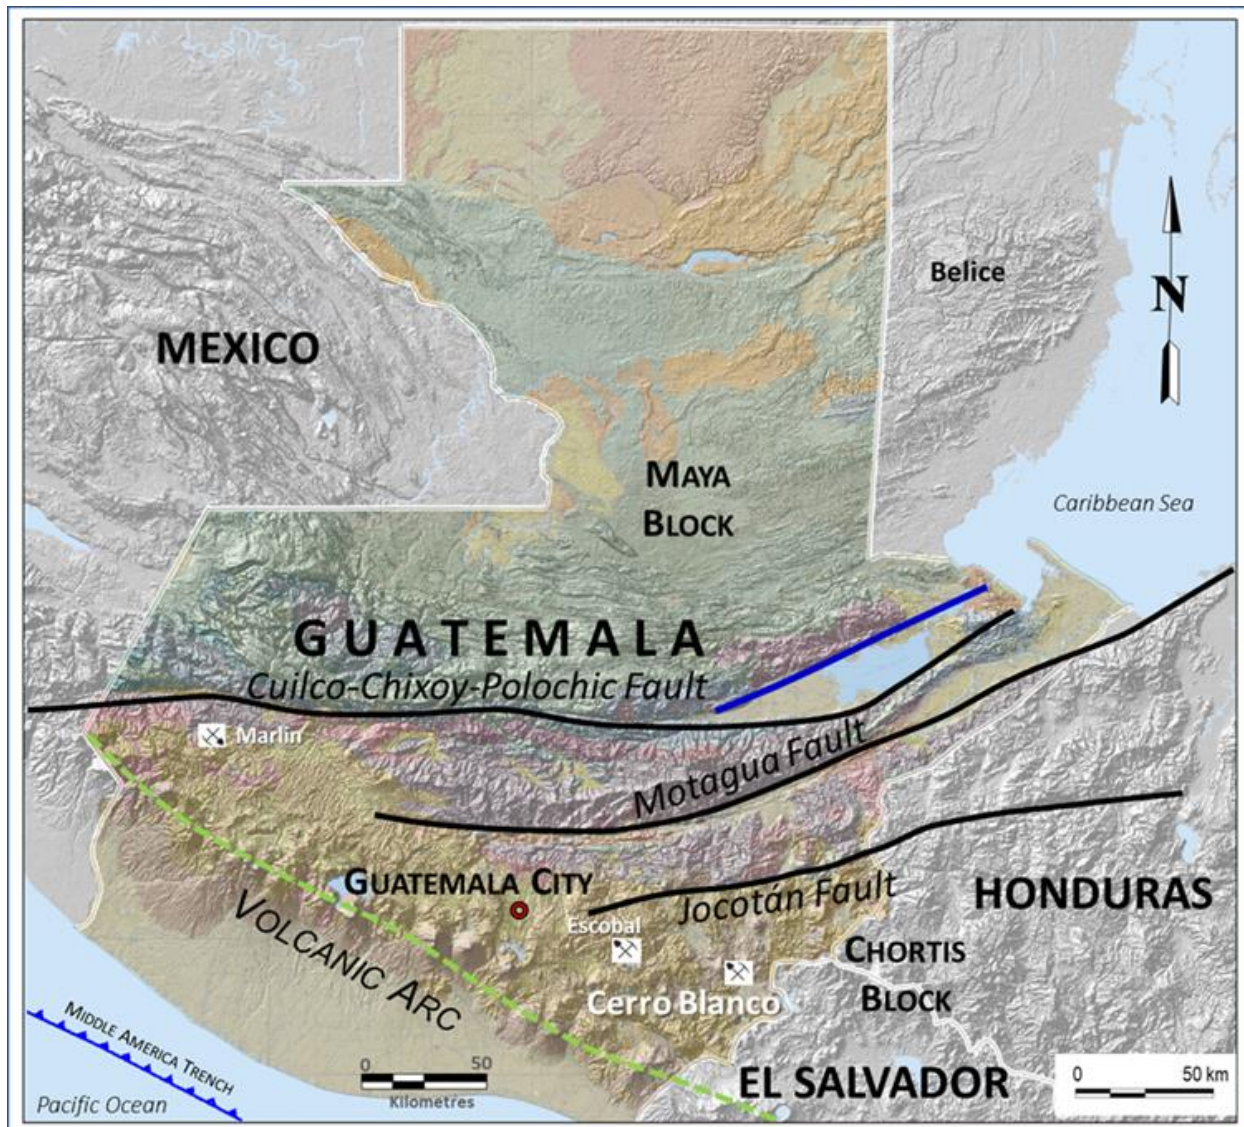 MEXICO
Belice
N
MAYA
BLOCK
Caribbean Sea
GUATEMALA
Cuilco-Chixoy-Polochic Fault
Marlin
Motagua Fault
GUATEMALA CITY
Jocotán Fault
HONDURAS
VOLCANIC ARC
Escobal
CHORTIS
BLOCK
Cerro Blanco
MIDDLE AMERICA TRENCH
0 50
Kilometres
EL SALVADOR
0 50 km
Pacific Ocean